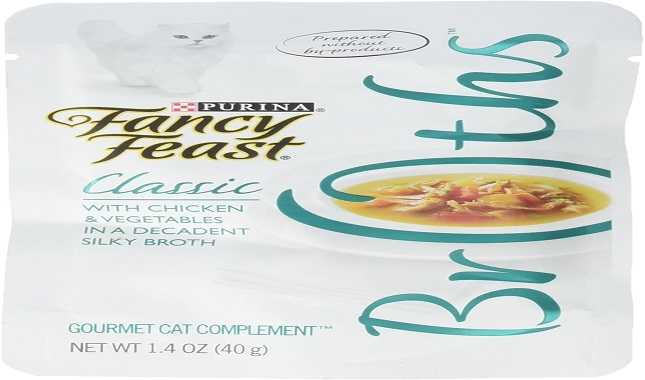 Prepared
without
by-products
PURINA®
Fancy
Feast®
Classic
WITH CHICKEN
& VEGETABLES
IN A DECADENT
SILKY BROTH
Broths™
GOURMET CAT COMPLEMENT™
NET WT 1.4 OZ (40 g)